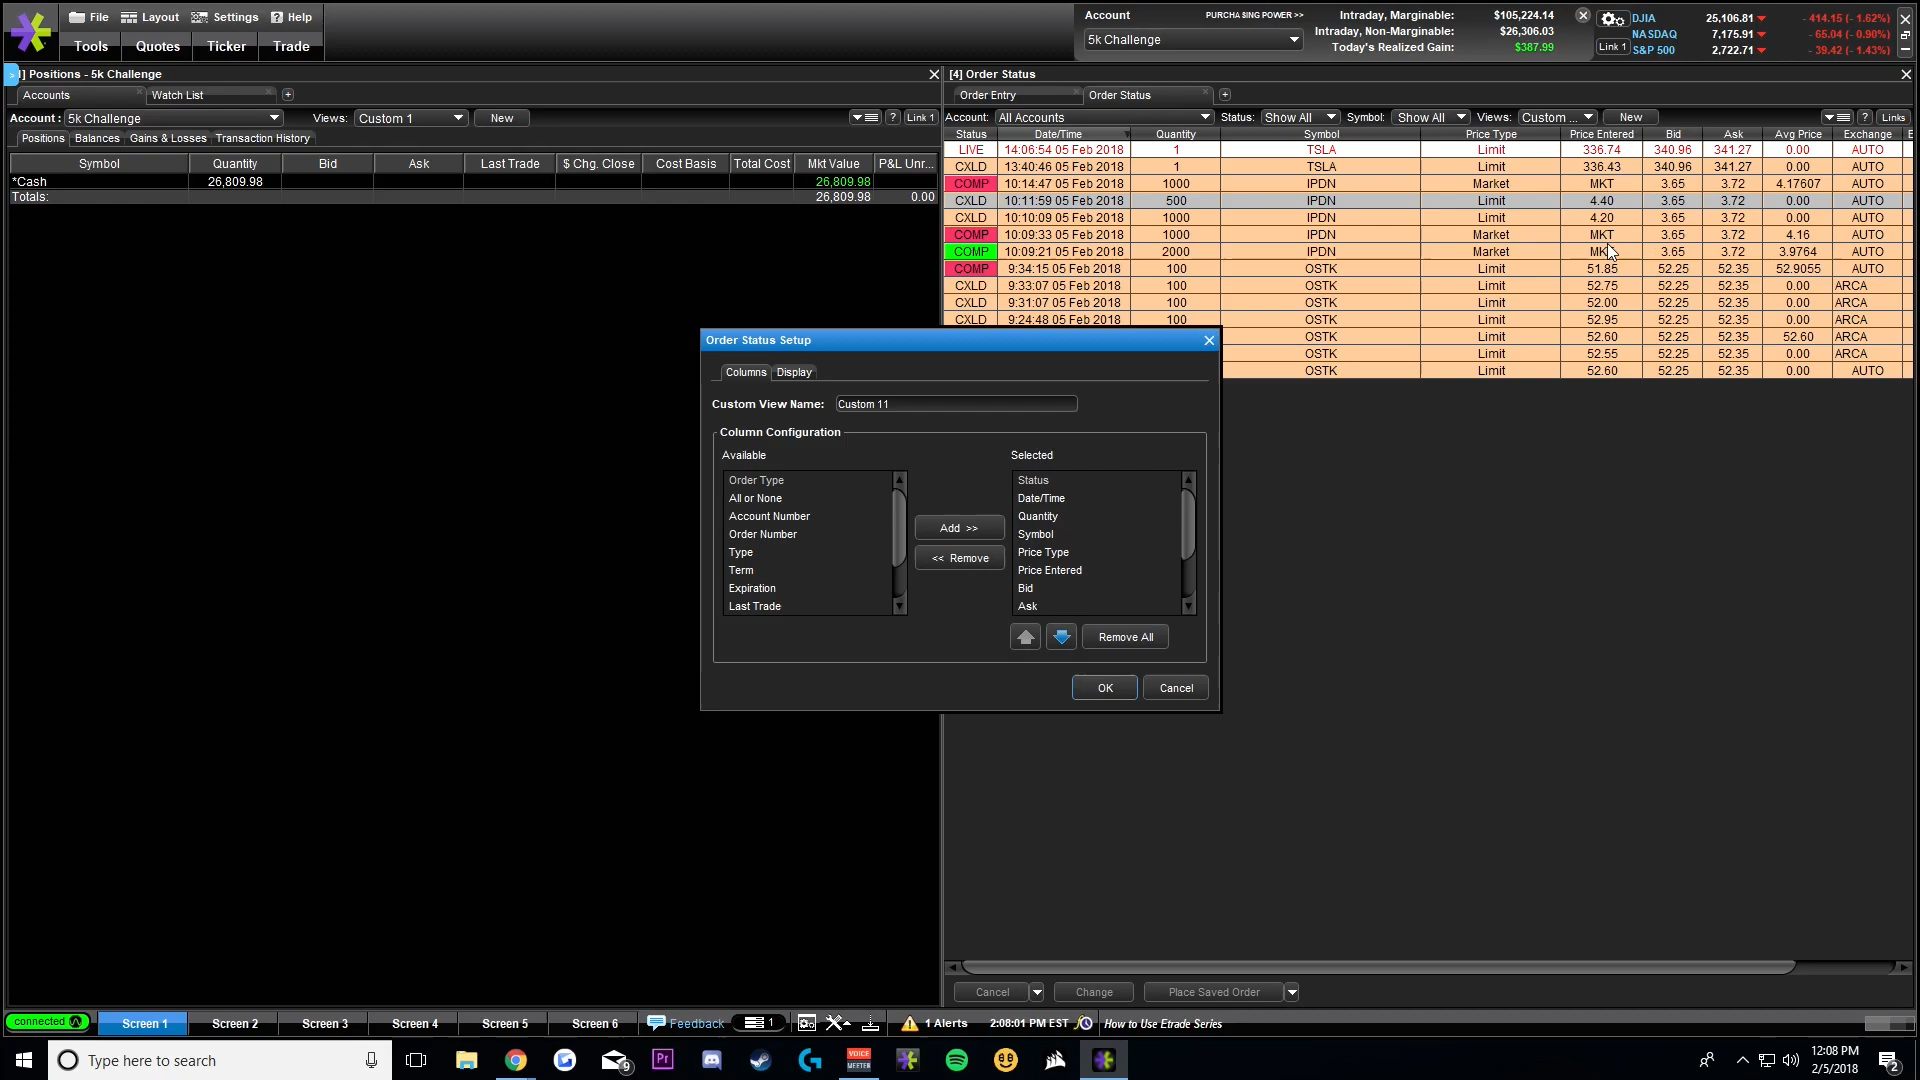 File Layout Settings ? Help
Tools Quotes Ticker Trade
Account PURCHASING POWER >>
5k Challenge
Intraday, Marginable: $105,224.14
Intraday, Non-Marginable: $26,306.03
Today's Realized Gain: $387.99
Link 1
DJIA 25,106.81 - 414.15 (- 1.62%)
NASDAQ 7,175.91 - 65.04 (- 0.90%)
S&P 500 2,722.71 - 39.42 (- 1.43%)
] Positions - 5k Challenge
Accounts Watch List
Account : 5k Challenge Views: Custom 1 New ? Link 1
Positions Balances Gains & Losses Transaction History
Symbol Quantity Bid Ask Last Trade $ Chg. Close Cost Basis Total Cost Mkt Value P&L Unr...
*Cash 26,809.98 26,809.98
Totals: 26,809.98 0.00
[4] Order Status
Order Entry Order Status
Account: All Accounts Status: Show All Symbol: Show All Views: Custom ... New ? Links
Status Date/Time Quantity Symbol Price Type Price Entered Bid Ask Avg Price Exchange E
LIVE 14:06:54 05 Feb 2018 1 TSLA Limit 336.74 340.96 341.27 0.00 AUTO
CXLD 13:40:46 05 Feb 2018 1 TSLA Limit 336.43 340.96 341.27 0.00 AUTO
COMP 10:14:47 05 Feb 2018 1000 IPDN Market MKT 3.65 3.72 4.17607 AUTO
CXLD 10:11:59 05 Feb 2018 500 IPDN Limit 4.40 3.65 3.72 0.00 AUTO
CXLD 10:10:09 05 Feb 2018 1000 IPDN Limit 4.20 3.65 3.72 0.00 AUTO
COMP 10:09:33 05 Feb 2018 1000 IPDN Market MKT 3.65 3.72 4.16 AUTO
COMP 10:09:21 05 Feb 2018 2000 IPDN Market MKT 3.65 3.72 3.9764 AUTO
COMP 9:34:15 05 Feb 2018 100 OSTK Limit 51.85 52.25 52.35 52.9055 AUTO
CXLD 9:33:07 05 Feb 2018 100 OSTK Limit 52.75 52.25 52.35 0.00 ARCA
CXLD 9:31:07 05 Feb 2018 100 OSTK Limit 52.00 52.25 52.35 0.00 ARCA
CXLD 9:24:48 05 Feb 2018 100 OSTK Limit 52.95 52.25 52.35 0.00 ARCA
OSTK Limit 52.60 52.25 52.35 52.60 ARCA
OSTK Limit 52.55 52.25 52.35 0.00 ARCA
OSTK Limit 52.60 52.25 52.35 0.00 AUTO
Order Status Setup
Columns Display
Custom View Name: Custom 11
Column Configuration
Available Selected
Order Type
All or None
Account Number
Order Number
Type
Term
Expiration
Last Trade
Add >>
<< Remove
Status
Date/Time
Quantity
Symbol
Price Type
Price Entered
Bid
Ask
Remove All
OK Cancel
Cancel Change Place Saved Order
connected Screen 1 Screen 2 Screen 3 Screen 4 Screen 5 Screen 6 Feedback 1 1 Alerts 2:08:01 PM EST How to Use Etrade Series
Type here to search
9
Pr
VOICE
MEETER
12:08 PM
2/5/2018
2